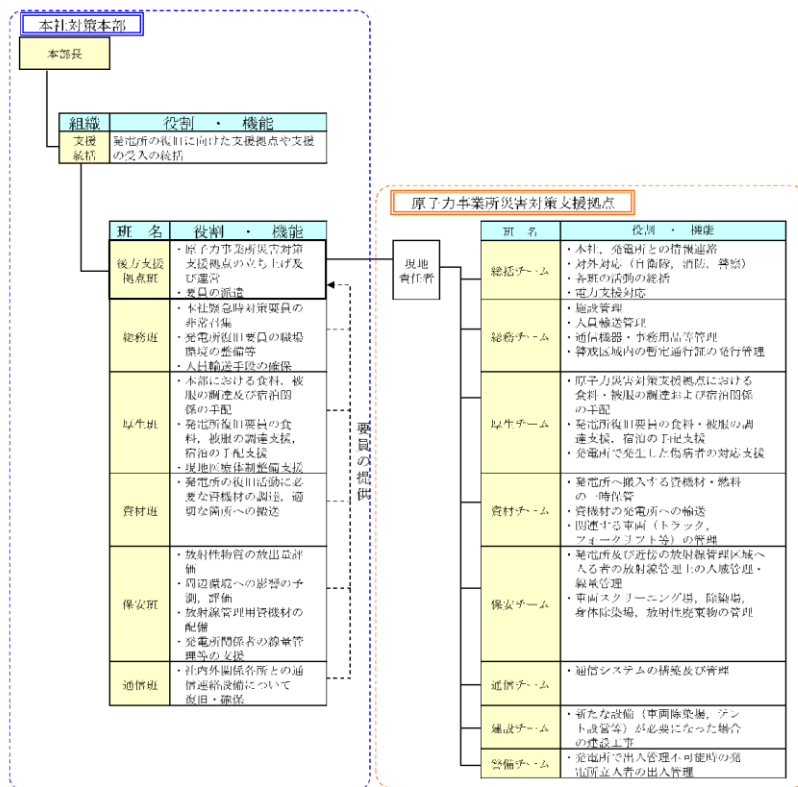 本社対策本部
本部長
組織
役割 ・ 機能
支援
統括
発電所の復旧に向けた支援拠点や支援
の受入の統括
班 名
役割 ・ 機能
後方支援
拠点班
・原子力事業所災害対策
支援拠点の立ち上げ及
び運営
・要員の派遣
総務班
・本社緊急時対策要員の
非常召集
・発電所復旧要員の職場
環境の整備等
・人員輸送手段の確保
厚生班
・本部における食料，被
服の調達及び宿泊関
係の手配
・発電所復旧要員の食
料，被服の調達支援，
宿泊の手配支援
・現地医療体制整備支援
資材班
・発電所の復旧活動に必
要な資機材の調達，適
切な箇所への搬送
保安班
・放射性物質の放出量評
価
・周辺環境への影響の予
測，評価
・放射線管理用資機材の
配備
・発電所関係者の線量管
理等の支援
通信班
・社内外関係各所との通
信連絡設備について
復旧・確保
要員の提供
原子力事業所災害対策支援拠点
現地
責任者
班 名
役割 ・ 機能
総括チーム
・本社，発電所との情報連絡
・対外対応（自衛隊，消防，警察）
・各班の活動の総括
・電力支援対応
総務チーム
・施設管理
・人員輸送管理
・通信機器・事務用品等管理
・警戒区域内の暫定通行証の発行管理
厚生チーム
・原子力災害対策支援拠点における
食料・被服の調達および宿泊関係
の手配
・発電所復旧要員の食料・被服の調
達支援，宿泊の手配支援
・発電所で発生した傷病者の対応支援
資材チーム
・発電所へ搬入する資機材・燃料
の一時保管
・資機材の発電所への輸送
・関連する車両（トラック，
フォークリフト等）の管理
保安チーム
・発電所及び近傍の放射線管理区域へ
入る者の放射線管理上の入域管理・
線量管理
・車両スクリーニング場，除染場，
身体除染場，放射性廃棄物の管理
通信チーム
・通信システムの構築及び管理
建設チーム
・新たな設備（車両除染場，テン
ト設営等）が必要になった場合
の建設工事
警備チーム
・発電所で出入管理不可能時の発
電所立入者の出入管理